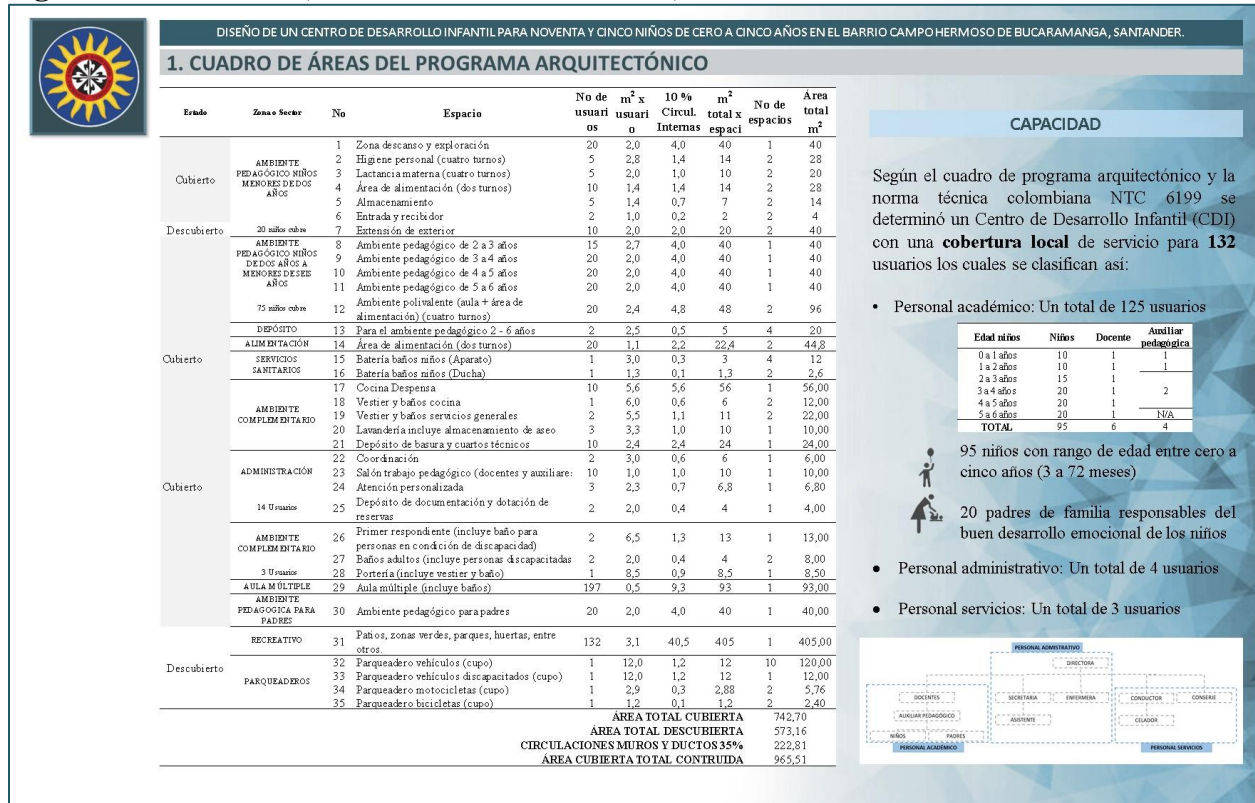 DISEÑO DE UN CENTRO DE DESARROLLO INFANTIL PARA NOVENTA Y CINCO NIÑOS DE CERO A CINCO AÑOS EN EL BARRIO CAMPO HERMOSO DE BUCARAMANGA, SANTANDER.
1. CUADRO DE ÁREAS DEL PROGRAMA ARQUITECTÓNICO
Estado Zona o Sector No Espacio No de usuarios m² x usuario 10 % Circul. Internas m² total x espaci No de espacios Área total m²
Cubierto
AMBIENTE PEDAGÓGICO NIÑOS MENORES DE DOS AÑOS
1 Zona descanso y exploración 20 2,0 4,0 40 1 40
2 Higiene personal (cuatro turnos) 5 2,8 1,4 14 2 28
3 Lactancia materna (cuatro turnos) 5 2,0 1,0 10 2 20
4 Área de alimentación (dos turnos) 10 1,4 1,4 14 2 28
5 Almacenamiento 5 1,4 0,7 7 2 14
6 Entrada y recibidor 2 1,0 0,2 2 2 4
Descubierto 20 niños cubre 7 Extensión de exterior 10 2,0 2,0 20 2 40
Cubierto
AMBIENTE PEDAGÓGICO NIÑOS DE DOS AÑOS A MENORES DE SEIS AÑOS
8 Ambiente pedagógico de 2 a 3 años 15 2,7 4,0 40 1 40
9 Ambiente pedagógico de 3 a 4 años 20 2,0 4,0 40 1 40
10 Ambiente pedagógico de 4 a 5 años 20 2,0 4,0 40 1 40
11 Ambiente pedagógico de 5 a 6 años 20 2,0 4,0 40 1 40
75 niños cubre 12 Ambiente polivalente (aula + área de alimentación) (cuatro turnos) 20 2,4 4,8 48 2 96
DEPÓSITO 13 Para el ambiente pedagógico 2 - 6 años 2 2,5 0,5 5 4 20
ALIMENTACIÓN 14 Área de alimentación (dos turnos) 20 1,1 2,2 22,4 2 44,8
SERVICIOS SANITARIOS
15 Batería baños niños (Aparato) 1 3,0 0,3 3 4 12
16 Batería baños niños (Ducha) 1 1,3 0,1 1,3 2 2,6
Cubierto
AMBIENTE COMPLEMENTARIO
17 Cocina Despensa 10 5,6 5,6 56 1 56,00
18 Vestier y baños cocina 1 6,0 0,6 6 2 12,00
19 Vestier y baños servicios generales 2 5,5 1,1 11 2 22,00
20 Lavandería incluye almacenamiento de aseo 3 3,3 1,0 10 1 10,00
21 Depósito de basura y cuartos técnicos 10 2,4 2,4 24 1 24,00
ADMINISTRACIÓN
22 Coordinación 2 3,0 0,6 6 1 6,00
23 Salón trabajo pedagógico (docentes y auxiliare: 10 1,0 1,0 10 1 10,00
24 Atención personalizada 3 2,3 0,7 6,8 1 6,80
14 Usuarios 25 Depósito de documentación y dotación de reservas 2 2,0 0,4 4 1 4,00
AMBIENTE COMPLEMENTARIO
26 Primer respondiente (incluye baño para personas en condición de discapacidad) 2 6,5 1,3 13 1 13,00
27 Baños adultos (incluye personas discapacitadas 2 2,0 0,4 4 2 8,00
3 Usuarios 28 Portería (incluye vestier y baño) 1 8,5 0,9 8,5 1 8,50
AULA MÚLTIPLE 29 Aula múltiple (incluye baños) 197 0,5 9,3 93 1 93,00
AMBIENTE PEDAGOGICA PARA PADRES 30 Ambiente pedagógico para padres 20 2,0 4,0 40 1 40,00
Descubierto
RECREATIVO 31 Patios, zonas verdes, parques, huertas, entre otros. 132 3,1 40,5 405 1 405,00
PARQUEADEROS
32 Parqueadero vehículos (cupo) 1 12,0 1,2 12 10 120,00
33 Parqueadero vehículos discapacitados (cupo) 1 12,0 1,2 12 1 12,00
34 Parqueadero motocicletas (cupo) 1 2,9 0,3 2,88 2 5,76
35 Parqueadero bicicletas (cupo) 1 1,2 0,1 1,2 2 2,40
ÁREA TOTAL CUBIERTA 742,70
ÁREA TOTAL DESCUBIERTA 573,16
CIRCULACIONES MUROS Y DUCTOS 35% 222,81
ÁREA CUBIERTA TOTAL CONTRUIDA 965,51
CAPACIDAD
Según el cuadro de programa arquitectónico y la
norma técnica colombiana NTC 6199 se
determinó un Centro de Desarrollo Infantil (CDI)
con una cobertura local de servicio para 132
usuarios los cuales se clasifican así:
• Personal académico: Un total de 125 usuarios
Edad niños Niños Docente Auxiliar pedagógica
0 a 1 años 10 1 1
1 a 2 años 10 1 1
2 a 3 años 15 1
3 a 4 años 20 1 2
4 a 5 años 20 1
5 a 6 años 20 1 N/A
TOTAL 95 6 4
95 niños con rango de edad entre cero a
cinco años (3 a 72 meses)
20 padres de familia responsables del
buen desarrollo emocional de los niños
• Personal administrativo: Un total de 4 usuarios
• Personal servicios: Un total de 3 usuarios
PERSONAL ADMISTRATIVO
DIRECTORA
DOCENTES SECRETARIA ENFERMERA CONDUCTOR CONSERJE
AUXILIAR PEDAGÓGICO ASISTENTE CELADOR
NIÑOS PADRES
PERSONAL ACADÉMICO PERSONAL SERVICIOS